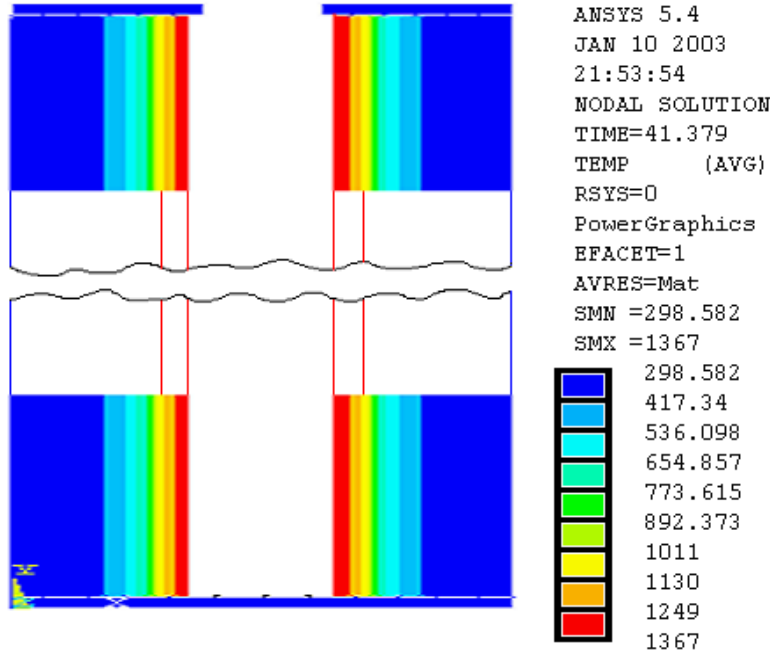 ANSYS 5.4
JAN 10 2003
21:53:54
NODAL SOLUTION
TIME=41.379
TEMP (AVG)
RSYS=0
PowerGraphics
EFACET=1
AVRES=Mat
SMN =298.582
SMX =1367
298.582
417.34
536.098
654.857
773.615
892.373
1011
1130
1249
1367